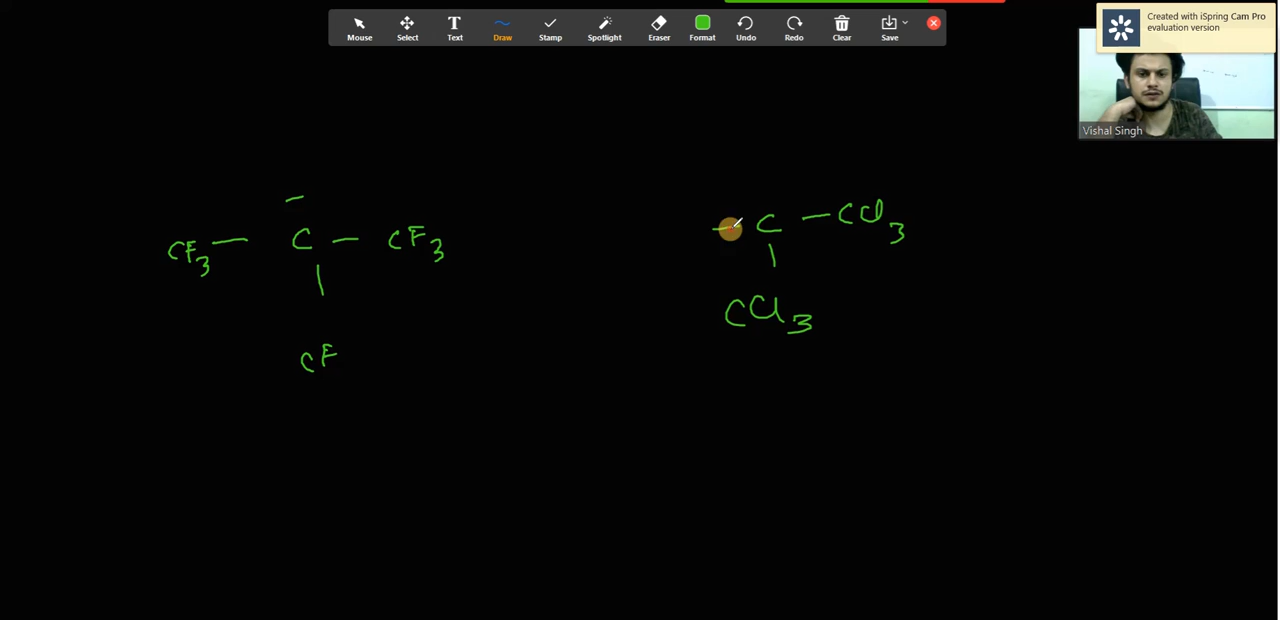 Created with iSpring Cam Pro
evaluation version
Mouse Select Text Draw Stamp Spotlight Eraser Format Undo Redo Clear Save
Vishal Singh
CF3 — C̄ — CF3
CF
— C — CCl3
CCl3